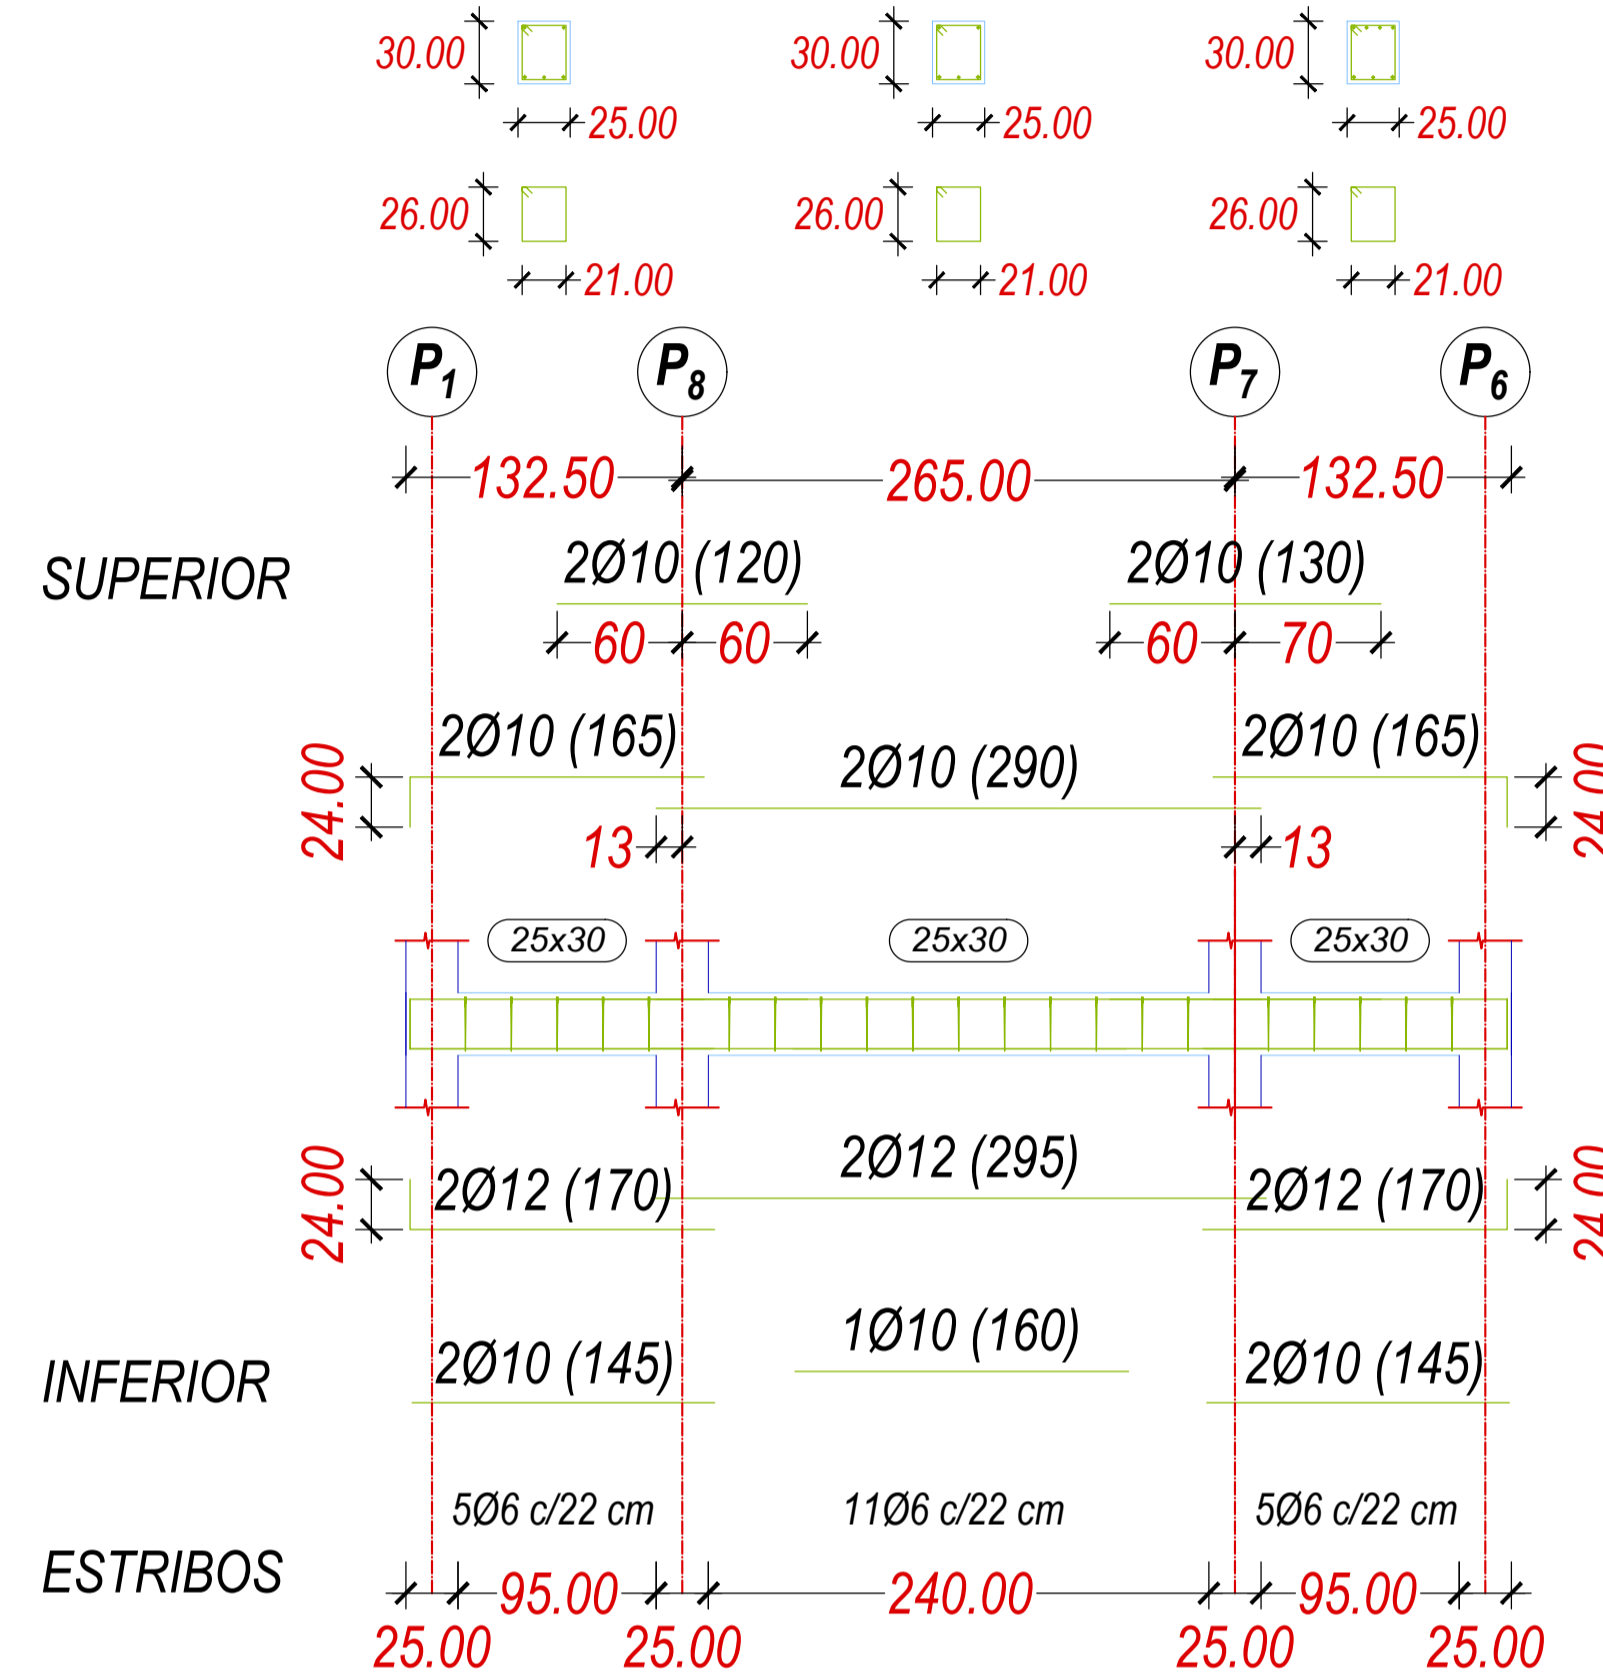 30.00 30.00 30.00
25.00 25.00 25.00
26.00 26.00 26.00
21.00 21.00 21.00
P1 P8 P7 P6
132.50 265.00 132.50
SUPERIOR 2Ø10 (120) 2Ø10 (130)
60 60 60 70
2Ø10 (165) 2Ø10 (290) 2Ø10 (165)
24.00 24.00
13 13
25x30 25x30 25x30
2Ø12 (295)
24.00 2Ø12 (170) 2Ø12 (170) 24.00
1Ø10 (160)
INFERIOR 2Ø10 (145) 2Ø10 (145)
5Ø6 c/22 cm 11Ø6 c/22 cm 5Ø6 c/22 cm
ESTRIBOS 95.00 240.00 95.00
25.00 25.00 25.00 25.00